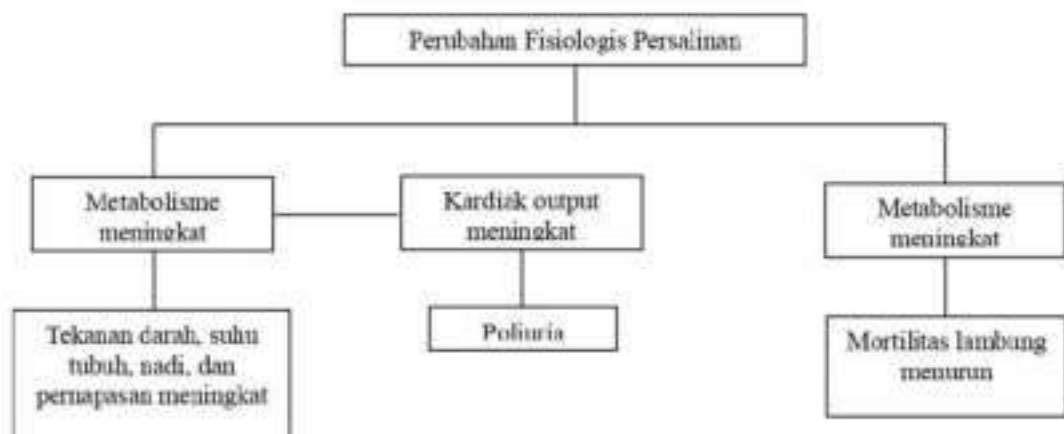 Perubahan Fisiologis Persalinan
Metabolisme
meningkat
Kardiak output
meningkat
Metabolisme
meningkat
Tekanan darah, suhu
tubuh, nadi, dan
pernapasan meningkat
Poliuria
Mortilitas lambung
menurun